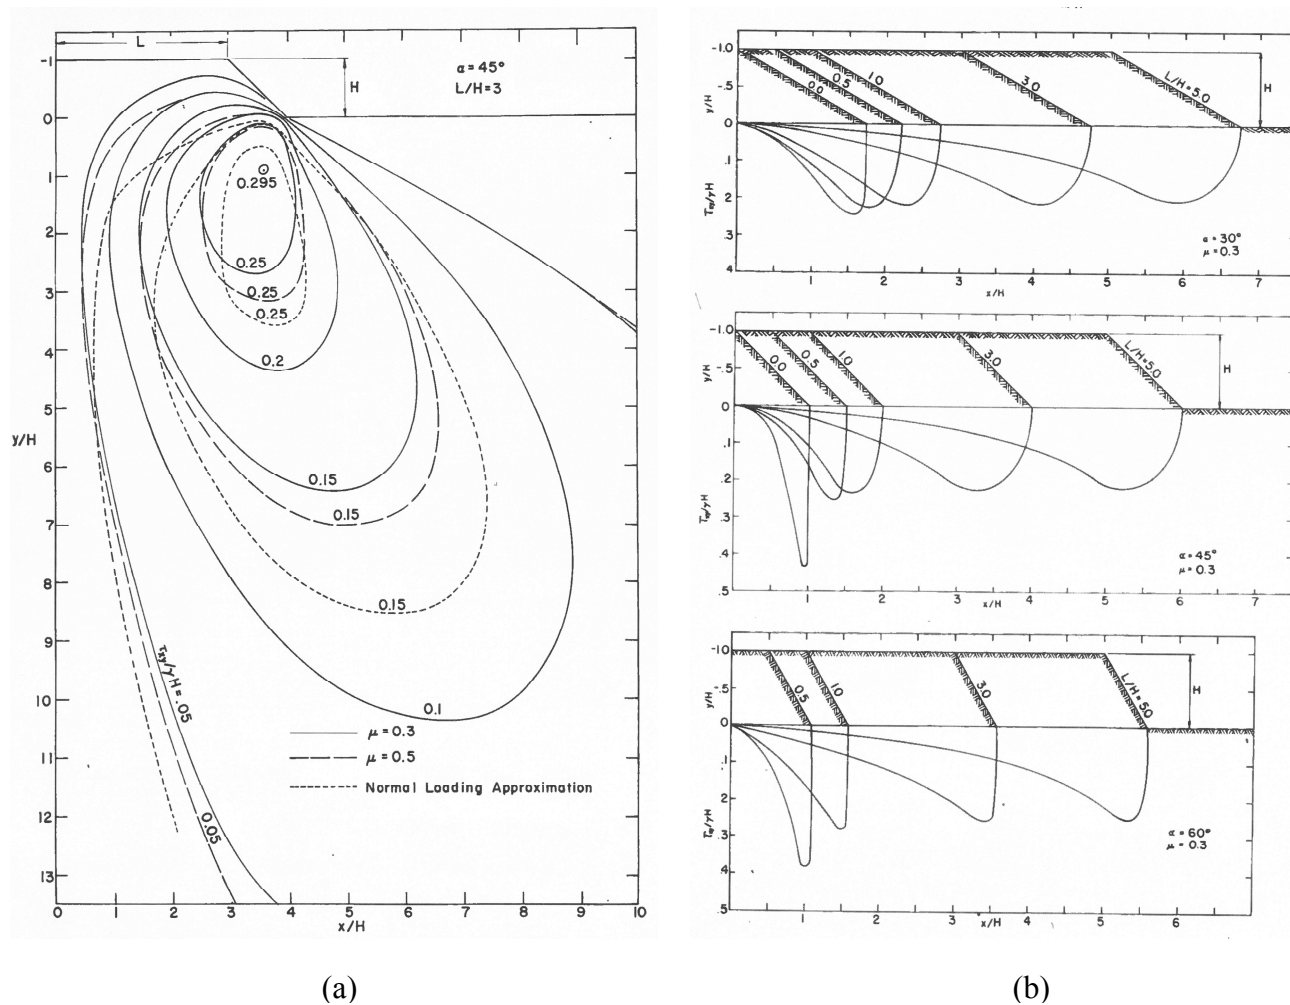 L
-1
α = 45°
L/H = 3
H
0
1
2
3
4
5
y/H
6
7
8
9
10
11
12
13
0.295
0.25
0.25
0.25
0.2
0.15
0.15
0.15
0.1
τxy/γH = .05
0.05
μ = 0.3
μ = 0.5
Normal Loading Approximation
0 1 2 3 4 5 6 7 8 9 10
x/H
(a)
-1.0
y/H
-.5
0
.1
τxy/γH
2
.3
4
0.0
0.5
1.0
3.0
L/H = 5.0
H
α = 30°
μ = 0.3
1 2 3 4 5 6 7
x/H
-1.0
y/H
-.5
0
0.1
τxy/γH
.2
.3
.4
.5
0.0
0.5
1.0
3.0
L/H = 5.0
H
α = 45°
μ = 0.3
1 2 3 4 5 6 7
x/H
-1.0
y/H
-.5
0
.1
τxy/γH
.2
.3
.4
.5
0.5
1.0
3.0
L/H = 5.0
H
α = 60°
μ = 0.3
1 2 3 4 5 6
x/H
(b)